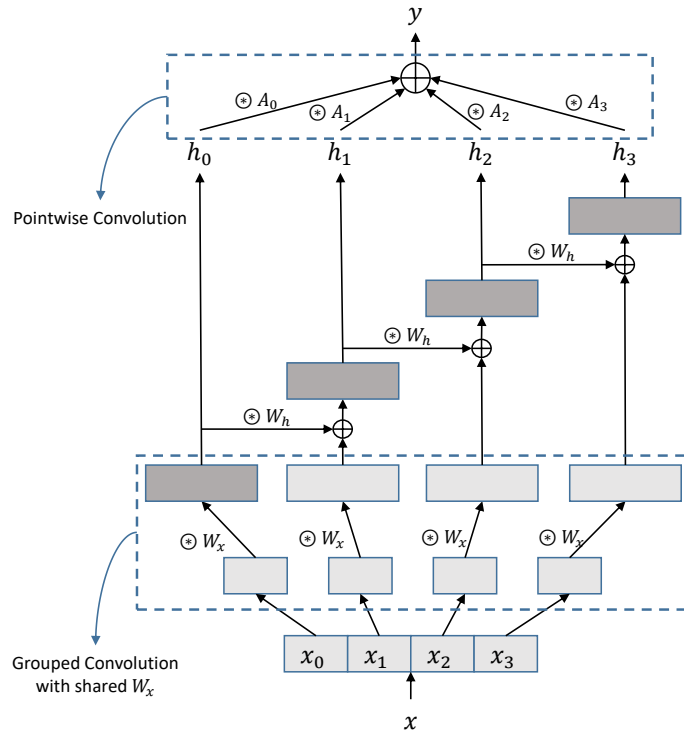 y
⊛ A₀
⊛ A₁
⊛ A₂
⊛ A₃
h₀
h₁
h₂
h₃
Pointwise Convolution
⊛ Wₕ
⊛ Wₕ
⊛ Wₕ
⊛ Wₓ
⊛ Wₓ
⊛ Wₓ
⊛ Wₓ
x₀
x₁
x₂
x₃
Grouped Convolution
with shared Wₓ
x